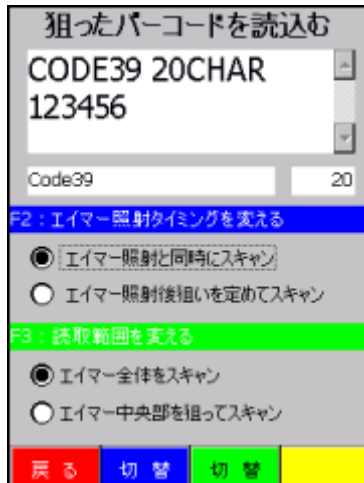 狙ったバーコードを読込む
CODE39 20CHAR
123456
Code39 20
F2：エイマー照射タイミングを変える
エイマー照射と同時にスキャン
エイマー照射後狙いを定めてスキャン
F3：読取範囲を変える
エイマー全体をスキャン
エイマー中央部を狙ってスキャン
戻る 切替 切替